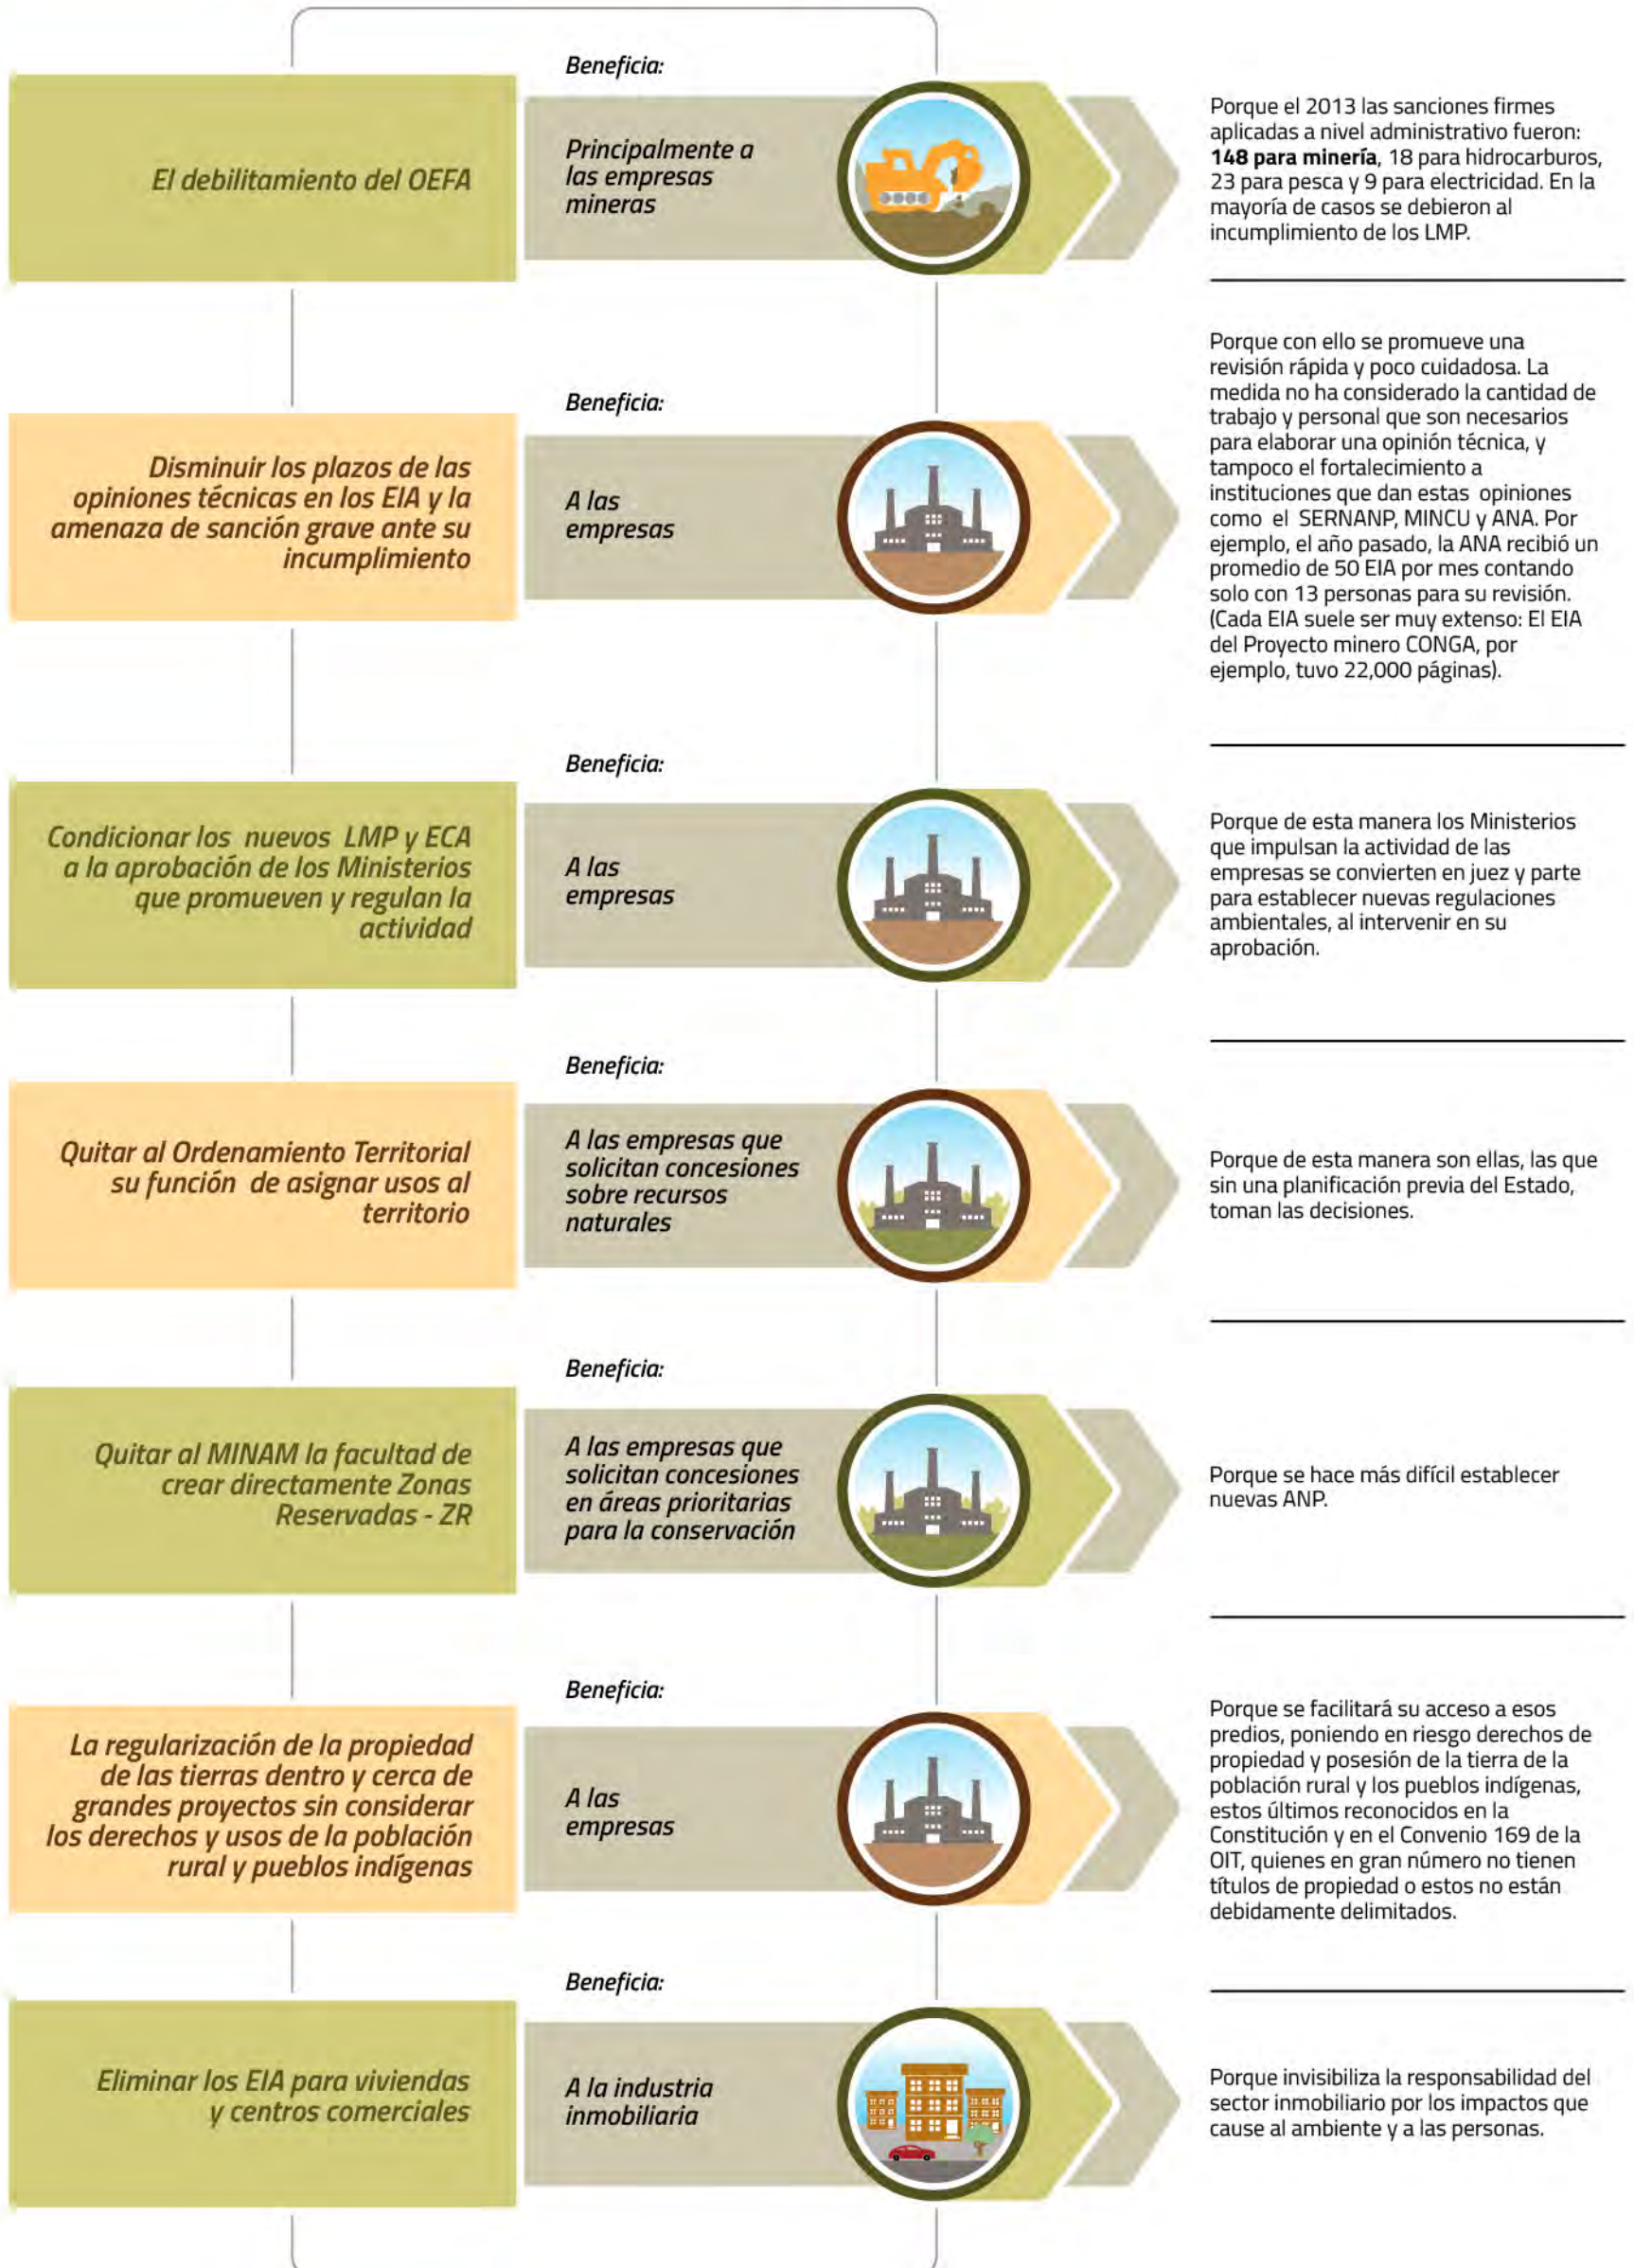 El debilitamiento del OEFA
Beneficia:
Principalmente a
las empresas
mineras
Porque el 2013 las sanciones firmes
aplicadas a nivel administrativo fueron:
148 para minería, 18 para hidrocarburos,
23 para pesca y 9 para electricidad. En la
mayoría de casos se debieron al
incumplimiento de los LMP.
Disminuir los plazos de las
opiniones técnicas en los EIA y la
amenaza de sanción grave ante su
incumplimiento
Beneficia:
A las
empresas
Porque con ello se promueve una
revisión rápida y poco cuidadosa. La
medida no ha considerado la cantidad de
trabajo y personal que son necesarios
para elaborar una opinión técnica, y
tampoco el fortalecimiento a
instituciones que dan estas opiniones
como el SERNANP, MINCU y ANA. Por
ejemplo, el año pasado, la ANA recibió un
promedio de 50 EIA por mes contando
solo con 13 personas para su revisión.
(Cada EIA suele ser muy extenso: El EIA
del Proyecto minero CONGA, por
ejemplo, tuvo 22,000 páginas).
Condicionar los nuevos LMP y ECA
a la aprobación de los Ministerios
que promueven y regulan la
actividad
Beneficia:
A las
empresas
Porque de esta manera los Ministerios
que impulsan la actividad de las
empresas se convierten en juez y parte
para establecer nuevas regulaciones
ambientales, al intervenir en su
aprobación.
Quitar al Ordenamiento Territorial
su función de asignar usos al
territorio
Beneficia:
A las empresas que
solicitan concesiones
sobre recursos
naturales
Porque de esta manera son ellas, las que
sin una planificación previa del Estado,
toman las decisiones.
Quitar al MINAM la facultad de
crear directamente Zonas
Reservadas - ZR
Beneficia:
A las empresas que
solicitan concesiones
en áreas prioritarias
para la conservación
Porque se hace más difícil establecer
nuevas ANP.
La regularización de la propiedad
de las tierras dentro y cerca de
grandes proyectos sin considerar
los derechos y usos de la población
rural y pueblos indígenas
Beneficia:
A las
empresas
Porque se facilitará su acceso a esos
predios, poniendo en riesgo derechos de
propiedad y posesión de la tierra de la
población rural y los pueblos indígenas,
estos últimos reconocidos en la
Constitución y en el Convenio 169 de la
OIT, quienes en gran número no tienen
títulos de propiedad o estos no están
debidamente delimitados.
Eliminar los EIA para viviendas
y centros comerciales
Beneficia:
A la industria
inmobiliaria
Porque invisibiliza la responsabilidad del
sector inmobiliario por los impactos que
cause al ambiente y a las personas.